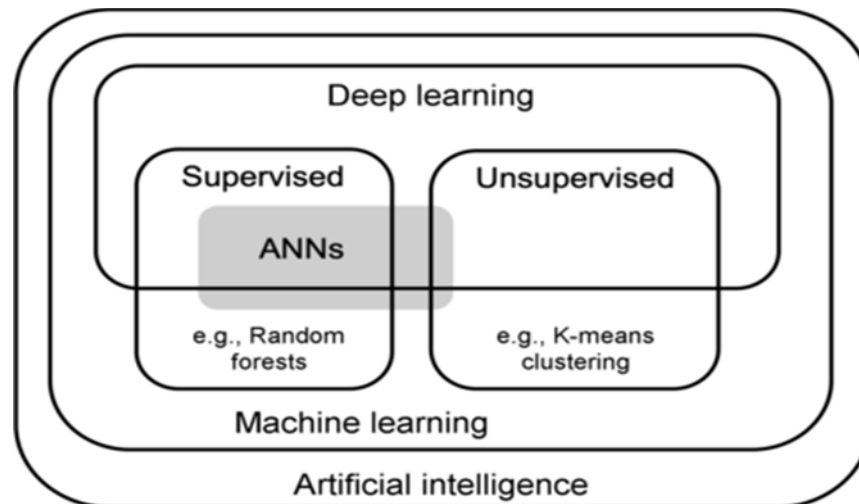 Deep learning
Supervised
Unsupervised
ANNs
e.g., Random
forests
e.g., K-means
clustering
Machine learning
Artificial intelligence